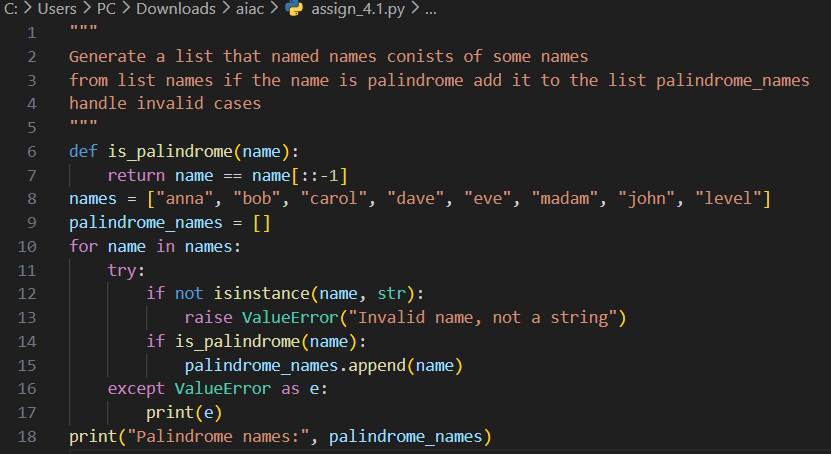 C: > Users > PC > Downloads > aiac > assign_4.1.py > ...
1 """
2 Generate a list that named names conists of some names
3 from list names if the name is palindrome add it to the list palindrome_names
4 handle invalid cases
5 """
6 def is_palindrome(name):
7     return name == name[::-1]
8 names = ["anna", "bob", "carol", "dave", "eve", "madam", "john", "level"]
9 palindrome_names = []
10 for name in names:
11     try:
12         if not isinstance(name, str):
13             raise ValueError("Invalid name, not a string")
14         if is_palindrome(name):
15             palindrome_names.append(name)
16     except ValueError as e:
17         print(e)
18 print("Palindrome names:", palindrome_names)